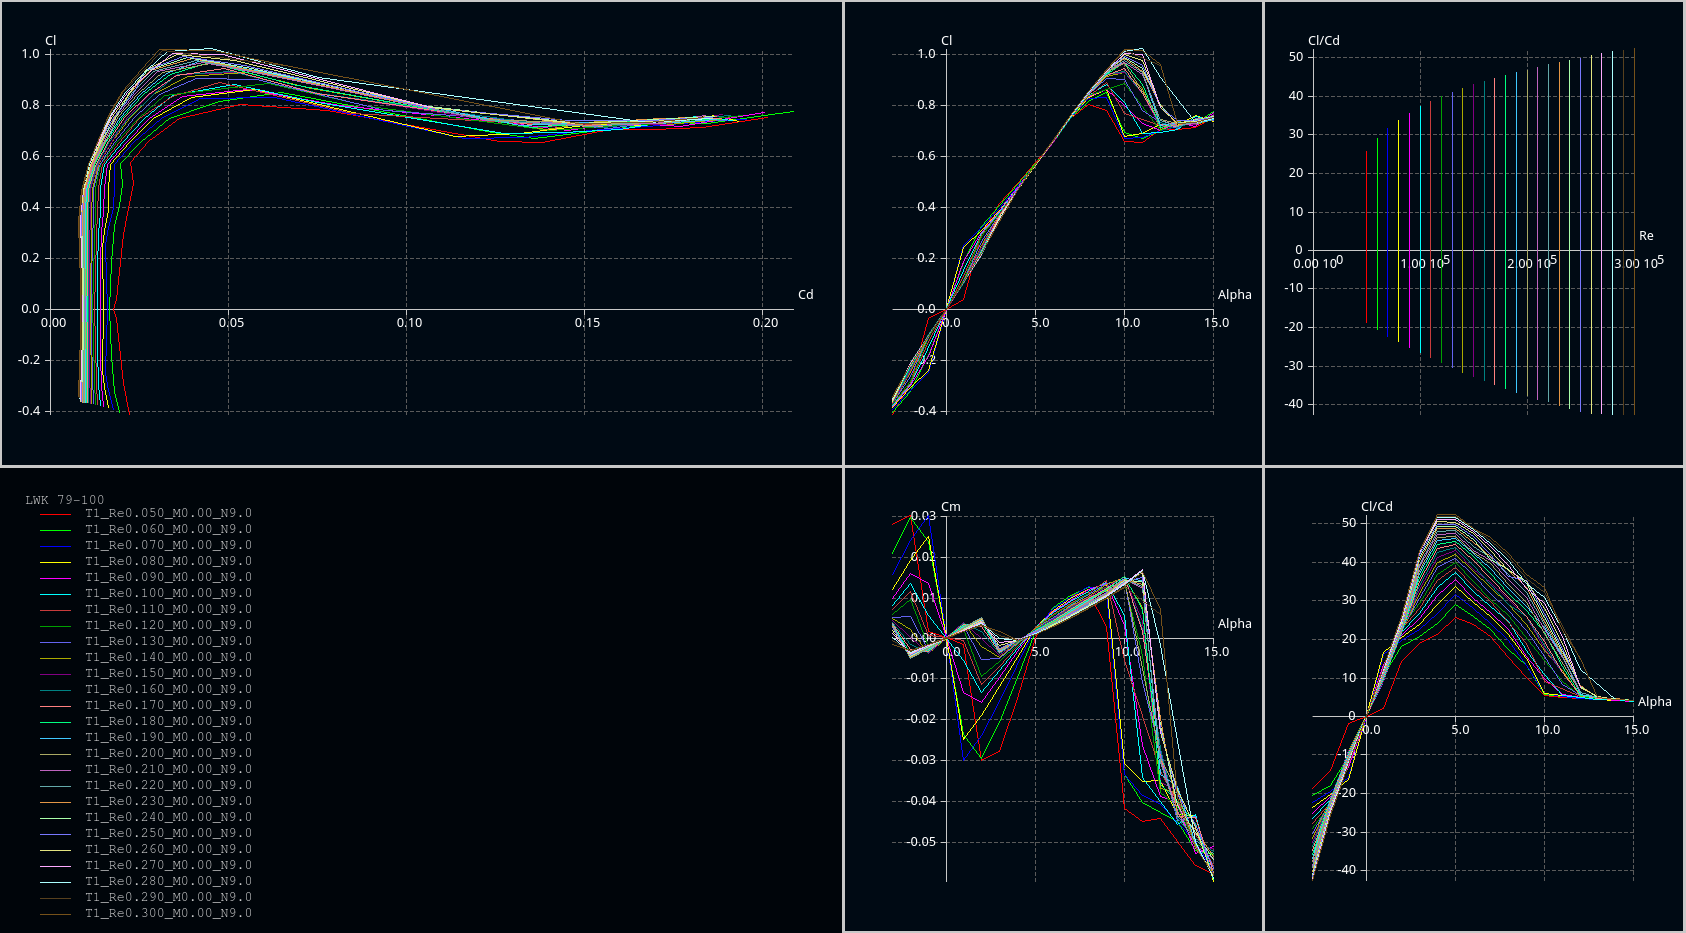 Cl
1.0
0.8
0.6
0.4
0.2
0.0
-0.2
-0.4
Cd
0.00
0.05
0.10
0.15
0.20
Cl
1.0
0.8
0.6
0.4
0.2
0.0
-0.2
-0.4
Alpha
0.0
5.0
10.0
15.0
Cl/Cd
50
40
30
20
10
0
-10
-20
-30
-40
Re
0.00 10^0
1.00 10^5
2.00 10^5
3.00 10^5
LWK 79-100
T1_Re0.050_M0.00_N9.0
T1_Re0.060_M0.00_N9.0
T1_Re0.070_M0.00_N9.0
T1_Re0.080_M0.00_N9.0
T1_Re0.090_M0.00_N9.0
T1_Re0.100_M0.00_N9.0
T1_Re0.110_M0.00_N9.0
T1_Re0.120_M0.00_N9.0
T1_Re0.130_M0.00_N9.0
T1_Re0.140_M0.00_N9.0
T1_Re0.150_M0.00_N9.0
T1_Re0.160_M0.00_N9.0
T1_Re0.170_M0.00_N9.0
T1_Re0.180_M0.00_N9.0
T1_Re0.190_M0.00_N9.0
T1_Re0.200_M0.00_N9.0
T1_Re0.210_M0.00_N9.0
T1_Re0.220_M0.00_N9.0
T1_Re0.230_M0.00_N9.0
T1_Re0.240_M0.00_N9.0
T1_Re0.250_M0.00_N9.0
T1_Re0.260_M0.00_N9.0
T1_Re0.270_M0.00_N9.0
T1_Re0.280_M0.00_N9.0
T1_Re0.290_M0.00_N9.0
T1_Re0.300_M0.00_N9.0
Cm
0.03
0.02
0.01
0.00
-0.01
-0.02
-0.03
-0.04
-0.05
Alpha
0.0
5.0
10.0
15.0
Cl/Cd
50
40
30
20
10
0
-10
-20
-30
-40
Alpha
0.0
5.0
10.0
15.0